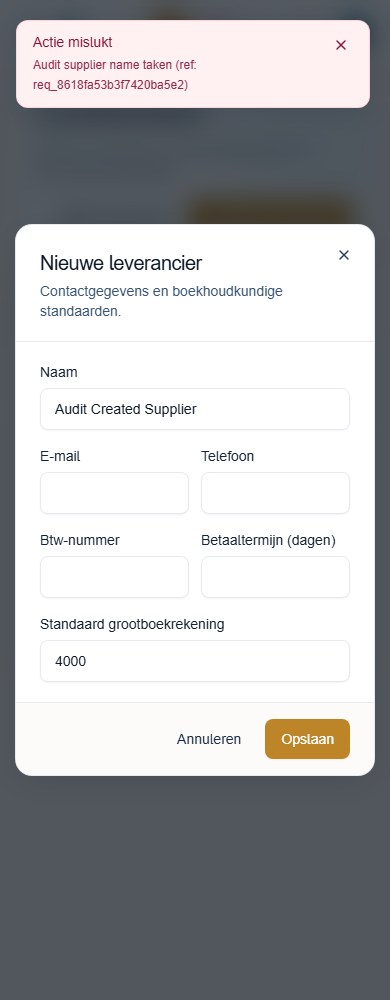 Actie mislukt
Audit supplier name taken (ref:
req_8618fa53b3f7420ba5e2)
Nieuwe leverancier
Contactgegevens en boekhoudkundige
standaarden.
Naam
Audit Created Supplier
E-mail
Telefoon
Btw-nummer
Betaaltermijn (dagen)
Standaard grootboekrekening
4000
Annuleren
Opslaan